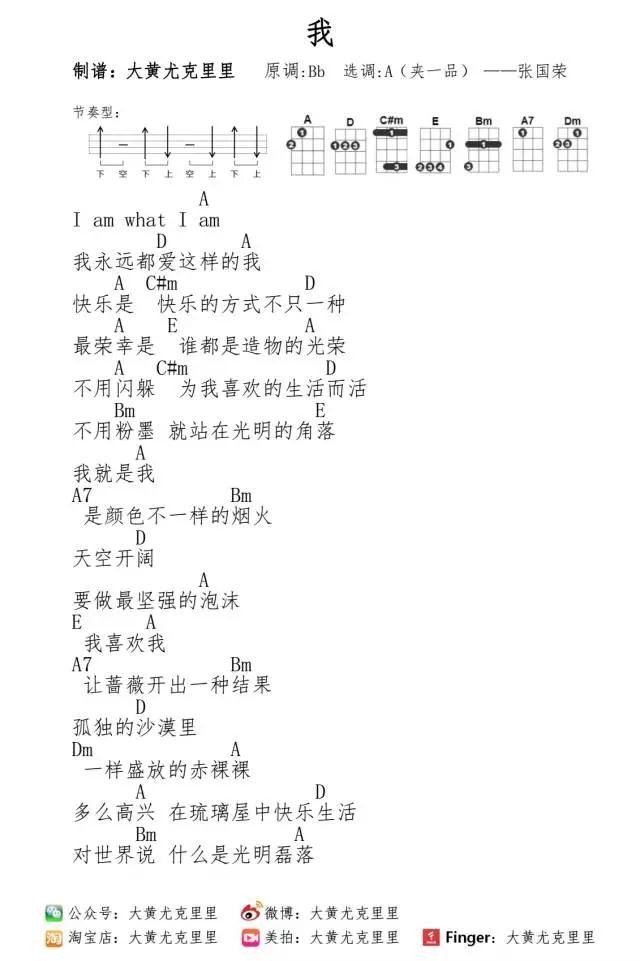 我
制谱：大黄尤克里里 原调:Bb 选调:A（夹一品） ——张国荣
节奏型：
A D C#m E Bm A7 Dm
下 空 下 上 空 上 下 上
A
I am what I am
D A
我永远都爱这样的我
A C#m D
快乐是 快乐的方式不只一种
A E A
最荣幸是 谁都是造物的光荣
A C#m D
不用闪躲 为我喜欢的生活而活
Bm E
不用粉墨 就站在光明的角落
A
我就是我
A7 Bm
是颜色不一样的烟火
D
天空开阔
A
要做最坚强的泡沫
E A
我喜欢我
A7 Bm
让蔷薇开出一种结果
D
孤独的沙漠里
Dm A
一样盛放的赤裸裸
A D
多么高兴 在琉璃屋中快乐生活
Bm A
对世界说 什么是光明磊落
公众号：大黄尤克里里 微博：大黄尤克里里
淘 淘宝店：大黄尤克里里 美拍：大黄尤克里里 Finger：大黄尤克里里